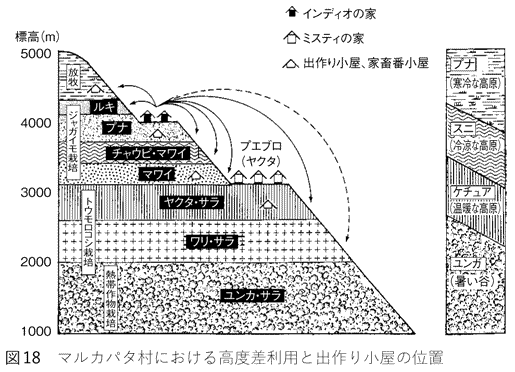 インディオの家
ミスティの家
出作り小屋、家畜番小屋
標高(m)
5000
4000
3000
2000
1000
放牧
ジャガイモ栽培
トウモロコシ栽培
熱帯作物栽培
ルキ
プナ
チャウピ・マワイ
マワイ
ヤクタ・サラ
ワリ・サラ
ユンカ・サラ
プエブロ
(ヤクタ)
プナ
(寒冷な高原)
スニ
(冷涼な高原)
ケチュア
(温暖な高原)
ユンカ
(暑い谷)
図18 マルカパタ村における高度差利用と出作り小屋の位置